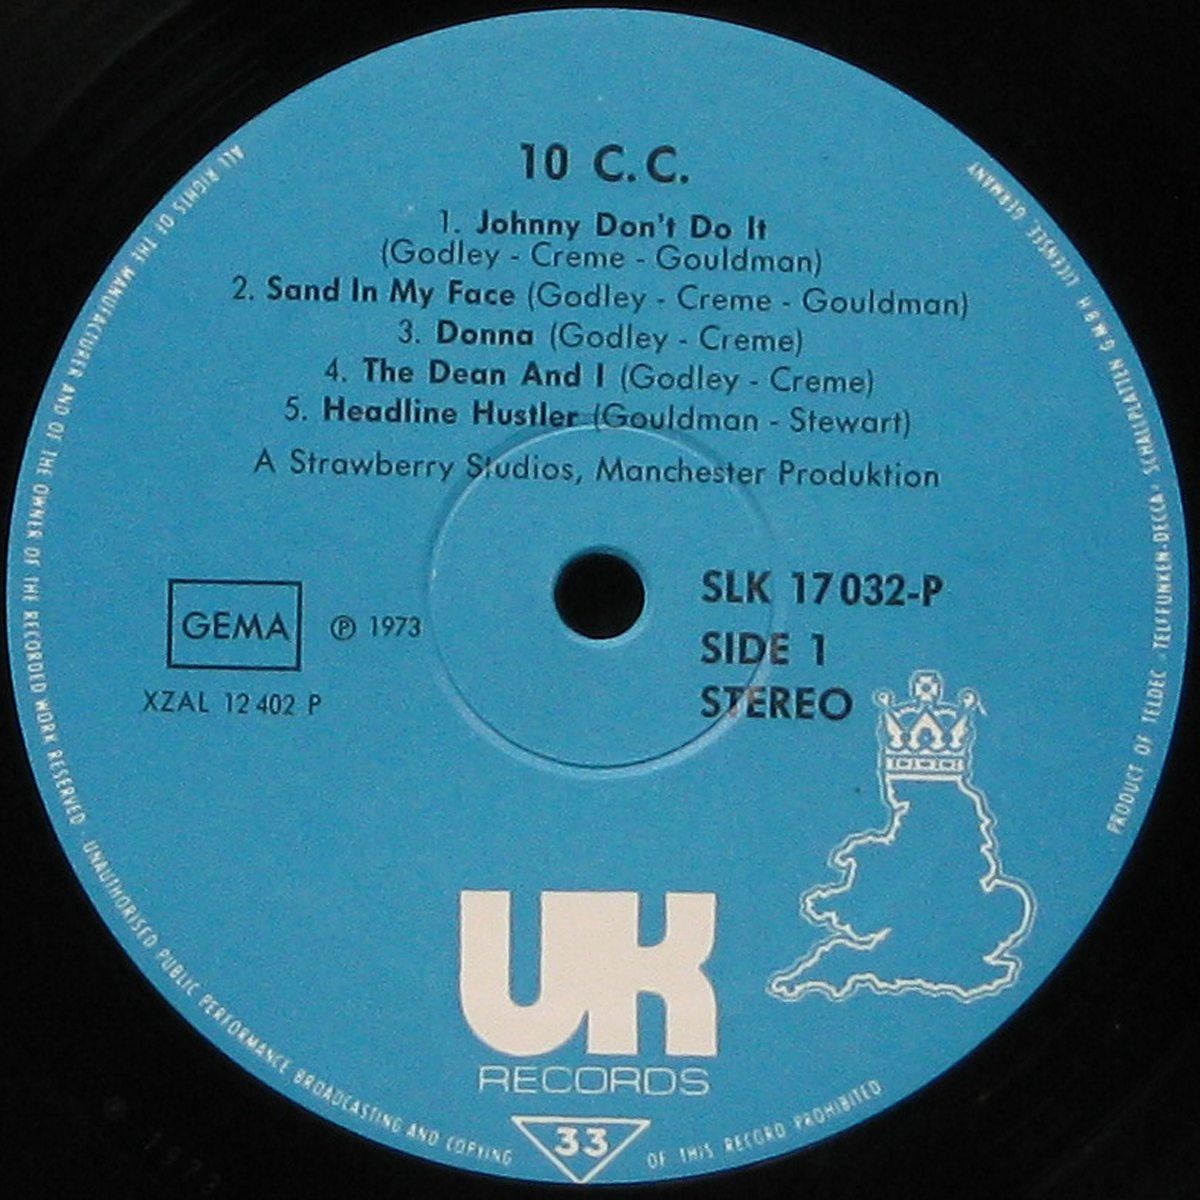 10 C.C.
1. Johnny Don't Do It
(Godley - Creme - Gouldman)
2. Sand In My Face (Godley - Creme - Gouldman)
3. Donna (Godley - Creme)
4. The Dean And I (Godley - Creme)
5. Headline Hustler (Gouldman - Stewart)
A Strawberry Studios, Manchester Produktion
GEMA
℗ 1973
XZAL 12 402 P
SLK 17 032-P
SIDE 1
STEREO
UK
RECORDS
33
ALL RIGHTS OF THE MANUFACTURER AND OF THE OWNER OF THE RECORDED WORK RESERVED · UNAUTHORISED PUBLIC PERFORMANCE BROADCASTING AND COPYING OF THIS RECORD PROHIBITED
PRODUCT OF TELDEC · TELEFUNKEN-DECCA · SCHALLPLATTEN GMBH LICENSEE, GERMANY